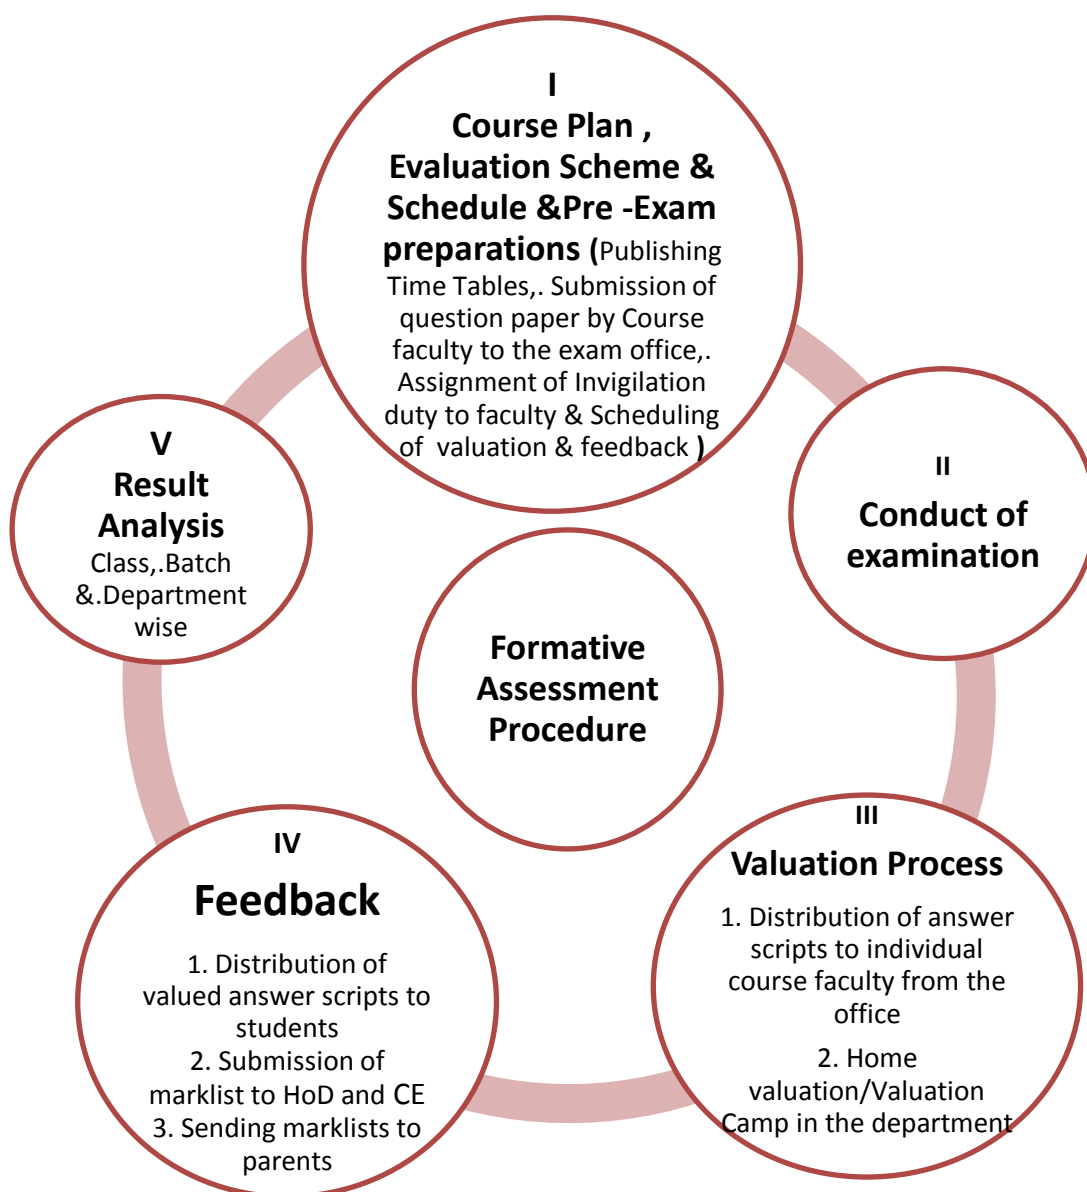 I
Course Plan ,
Evaluation Scheme &
Schedule &Pre -Exam
preparations (Publishing
Time Tables,. Submission of
question paper by Course
faculty to the exam office,.
Assignment of Invigilation
duty to faculty & Scheduling
of valuation & feedback )
II
Conduct of
examination
III
Valuation Process
1. Distribution of answer
scripts to individual
course faculty from the
office
2. Home
valuation/Valuation
Camp in the department
IV
Feedback
1. Distribution of
valued answer scripts to
students
2. Submission of
marklist to HoD and CE
3. Sending marklists to
parents
V
Result
Analysis
Class,.Batch
&.Department
wise
Formative
Assessment
Procedure